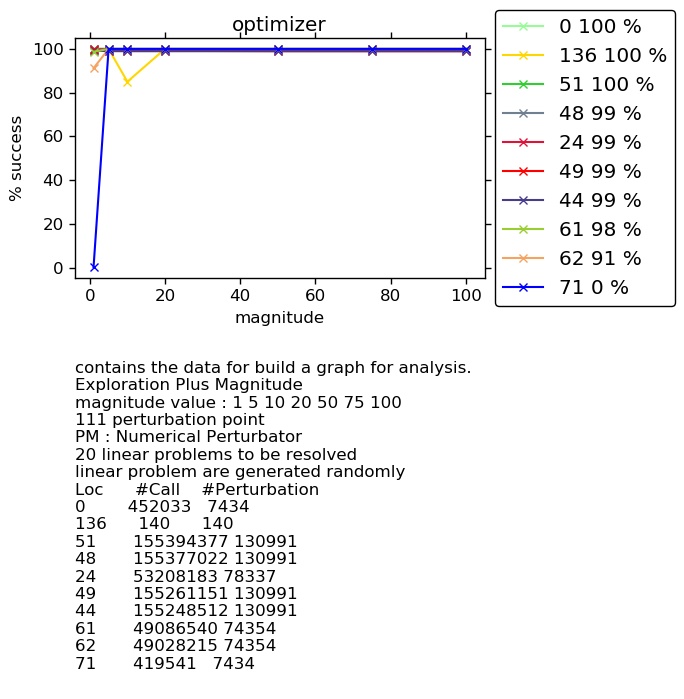 optimizer
100
80
60
40
20
0
% success
0 20 40 60 80 100
magnitude
0 100 %
136 100 %
51 100 %
48 99 %
24 99 %
49 99 %
44 99 %
61 98 %
62 91 %
71 0 %
contains the data for build a graph for analysis.
Exploration Plus Magnitude
magnitude value : 1 5 10 20 50 75 100
111 perturbation point
PM : Numerical Perturbator
20 linear problems to be resolved
linear problem are generated randomly
Loc #Call #Perturbation
0 452033 7434
136 140 140
51 155394377 130991
48 155377022 130991
24 53208183 78337
49 155261151 130991
44 155248512 130991
61 49086540 74354
62 49028215 74354
71 419541 7434